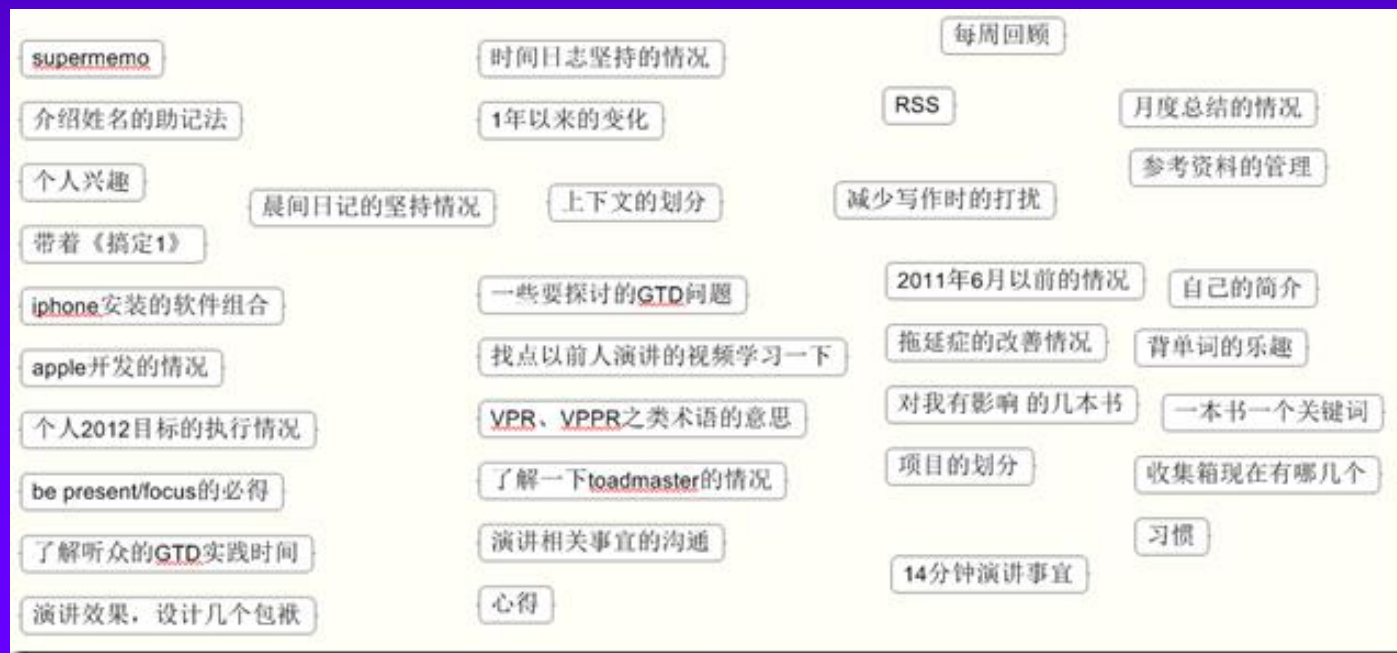 supermemo
介绍姓名的助记法
个人兴趣
带着《搞定1》
iphone安装的软件组合
apple开发的情况
个人2012目标的执行情况
be present/focus的必得
了解听众的GTD实践时间
演讲效果，设计几个包袱
晨间日记的坚持情况
时间日志坚持的情况
1年以来的变化
上下文的划分
一些要探讨的GTD问题
找点以前人演讲的视频学习一下
VPR、VPPR之类术语的意思
了解一下toadmaster的情况
演讲相关事宜的沟通
心得
每周回顾
RSS
减少写作时的打扰
2011年6月以前的情况
拖延症的改善情况
对我有影响 的几本书
项目的划分
14分钟演讲事宜
月度总结的情况
参考资料的管理
自己的简介
背单词的乐趣
一本书一个关键词
收集箱现在有哪几个
习惯